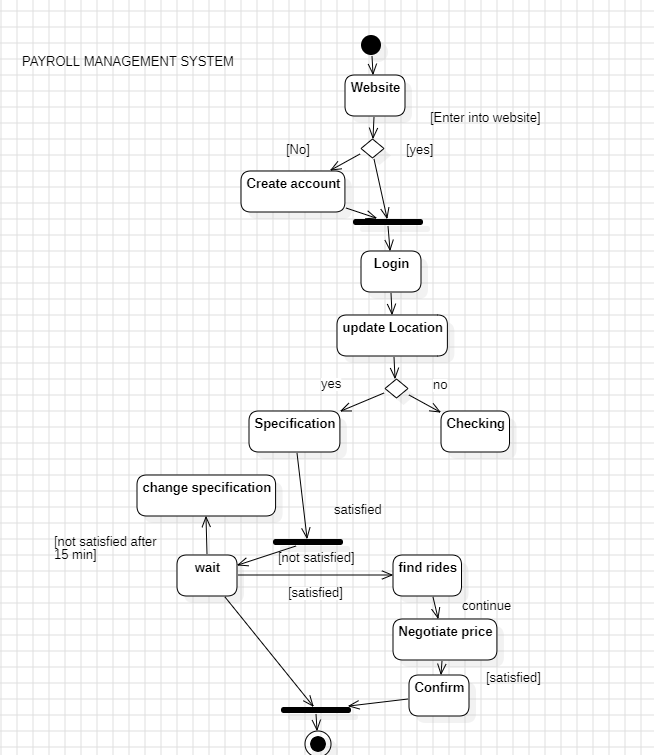 PAYROLL MANAGEMENT SYSTEM
Website
[Enter into website]
[No]
[yes]
Create account
Login
update Location
yes
no
Specification
Checking
change specification
satisfied
[not satisfied after
15 min]
[not satisfied]
wait
find rides
[satisfied]
continue
Negotiate price
[satisfied]
Confirm